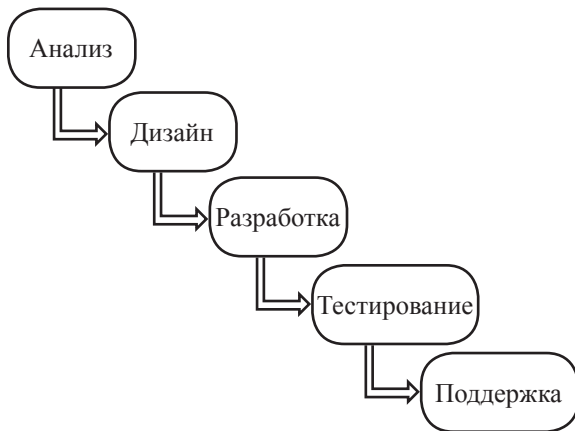 Анализ
Дизайн
Разработка
Тестирование
Поддержка